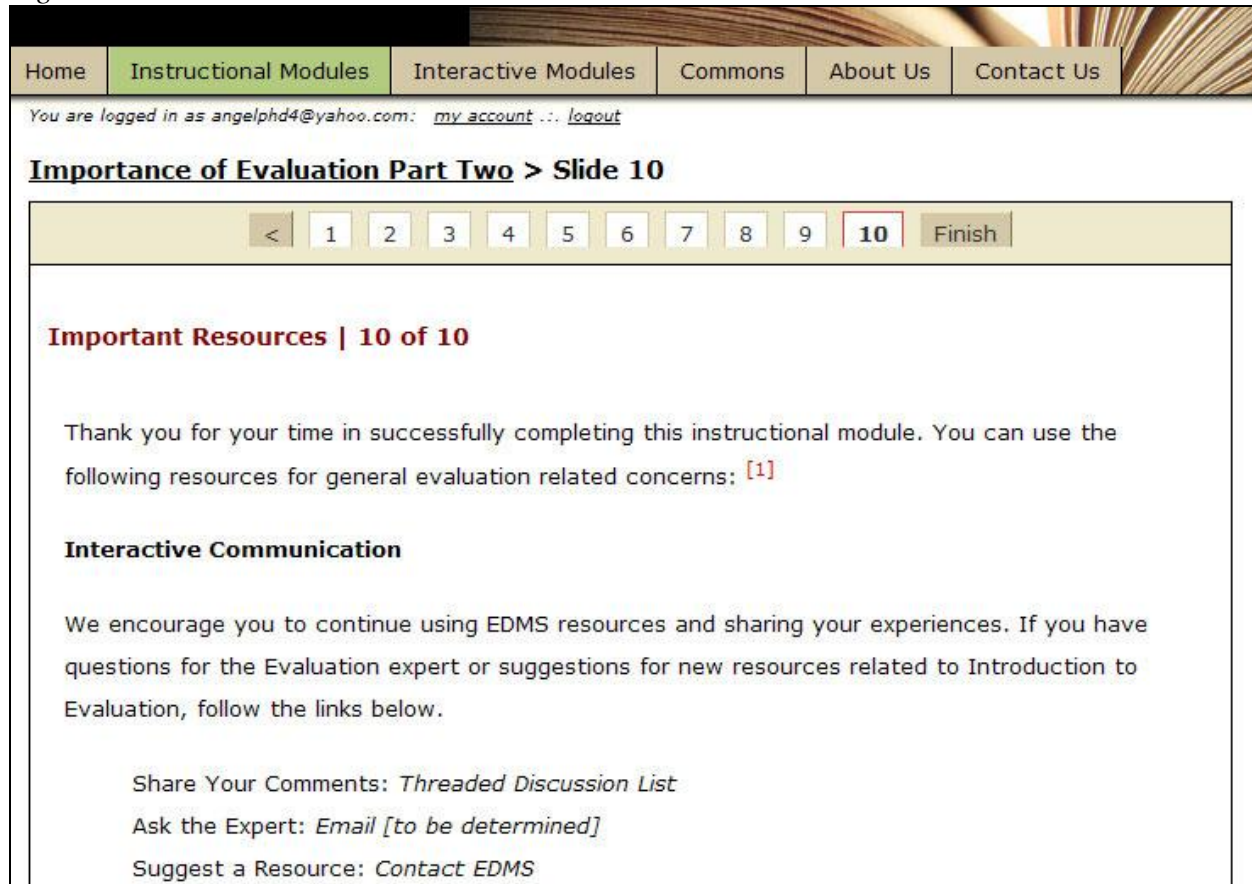 Home Instructional Modules Interactive Modules Commons About Us Contact Us
You are logged in as angelphd4@yahoo.com: my account .:. logout
Importance of Evaluation Part Two > Slide 10
< 1 2 3 4 5 6 7 8 9 10 Finish
Important Resources | 10 of 10
Thank you for your time in successfully completing this instructional module. You can use the
following resources for general evaluation related concerns: [1]
Interactive Communication
We encourage you to continue using EDMS resources and sharing your experiences. If you have
questions for the Evaluation expert or suggestions for new resources related to Introduction to
Evaluation, follow the links below.
Share Your Comments: Threaded Discussion List
Ask the Expert: Email [to be determined]
Suggest a Resource: Contact EDMS